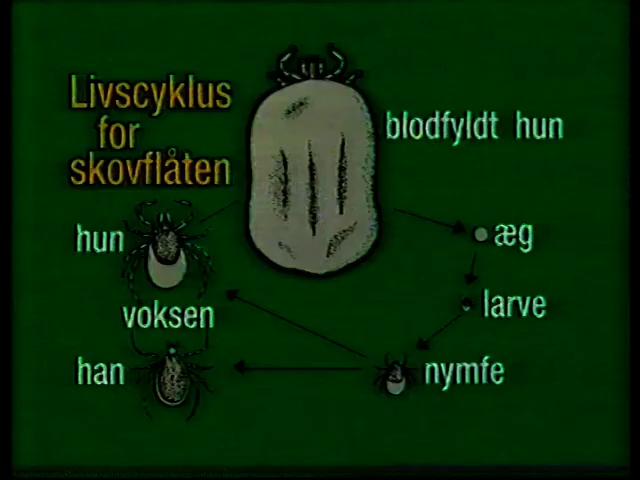 Livscyklus
for
skovflåten
blodfyldt hun
æg
hun
larve
voksen
nymfe
han